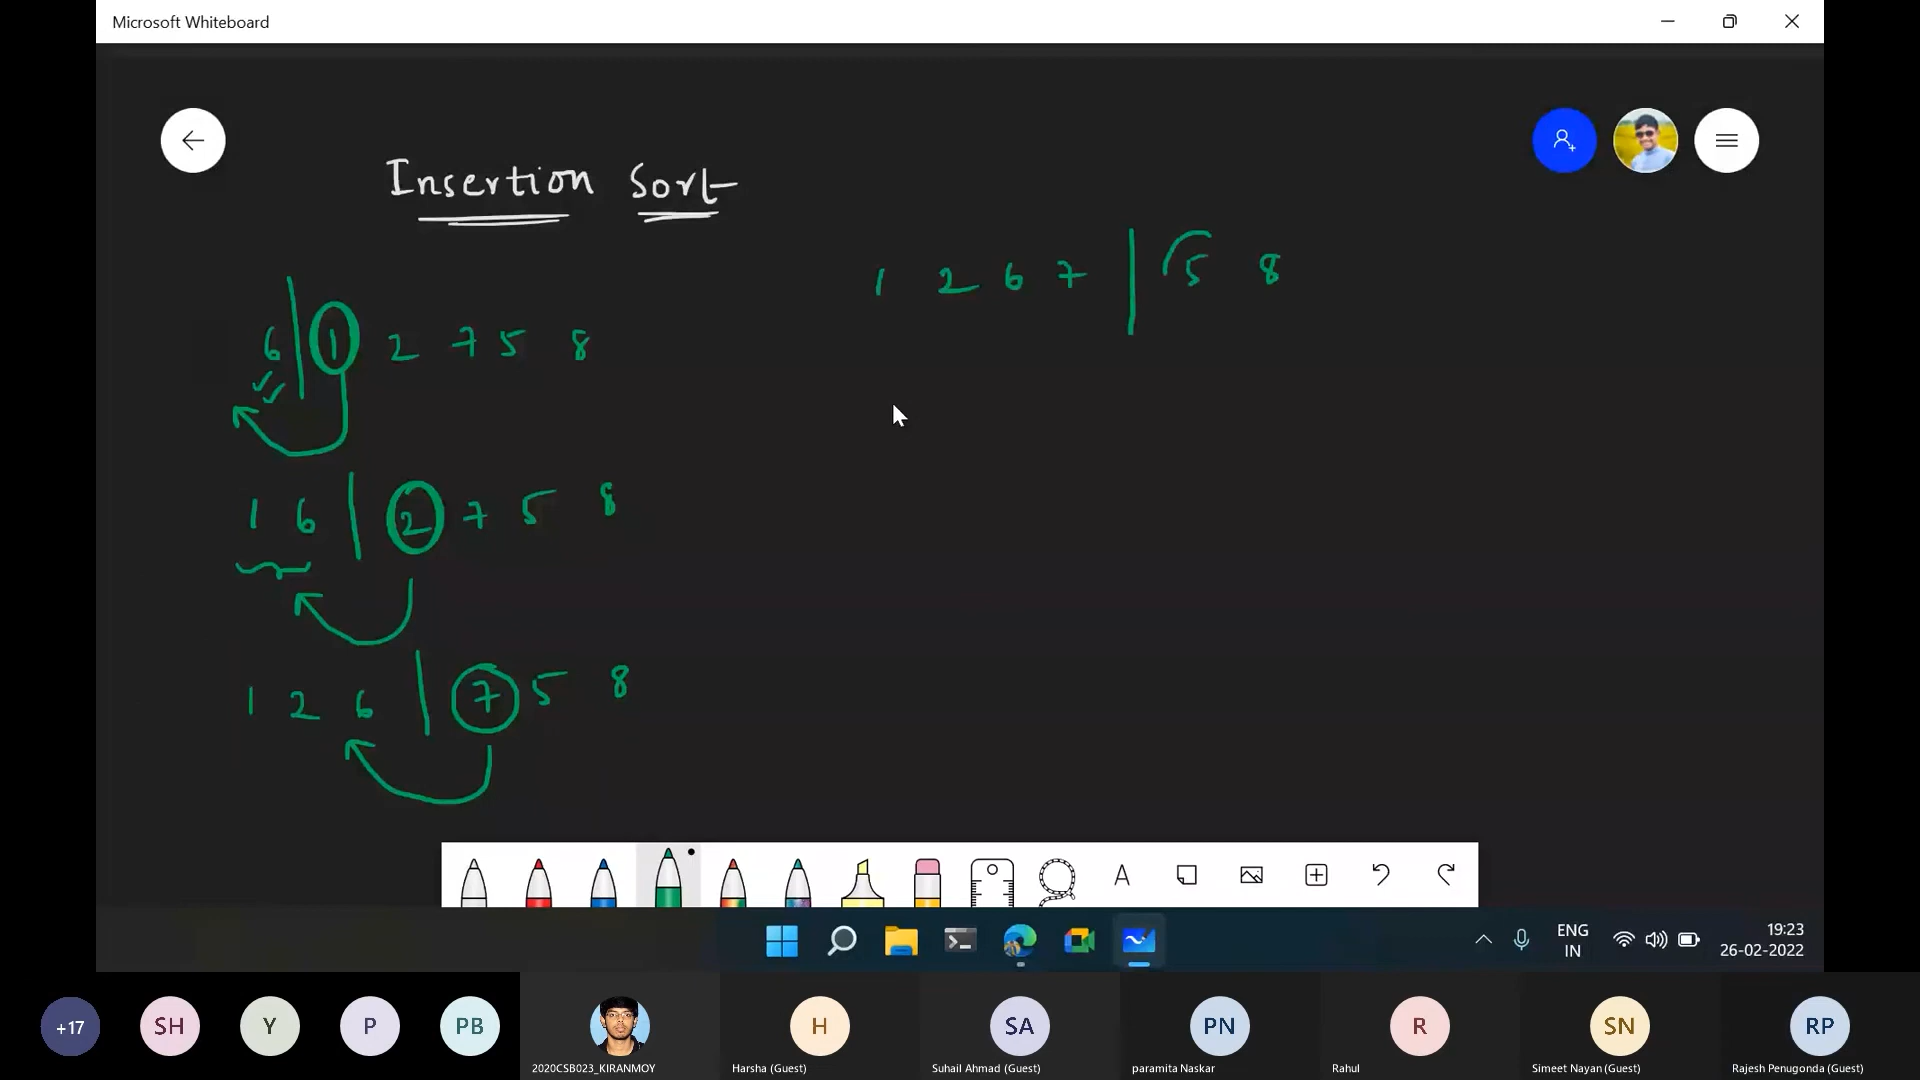 Microsoft Whiteboard
Insertion Sort
1 2 6 7 | 5 8
6 | 1 2 7 5 8
1 6 | 2 7 5 8
1 2 6 | 7 5 8
A
ENG
IN
19:23
26-02-2022
+17
SH
Y
P
PB
H
SA
PN
R
SN
RP
2020CSB023_KIRANMOY
Harsha (Guest)
Suhail Ahmad (Guest)
paramita Naskar
Rahul
Simeet Nayan (Guest)
Rajesh Penugonda (Guest)